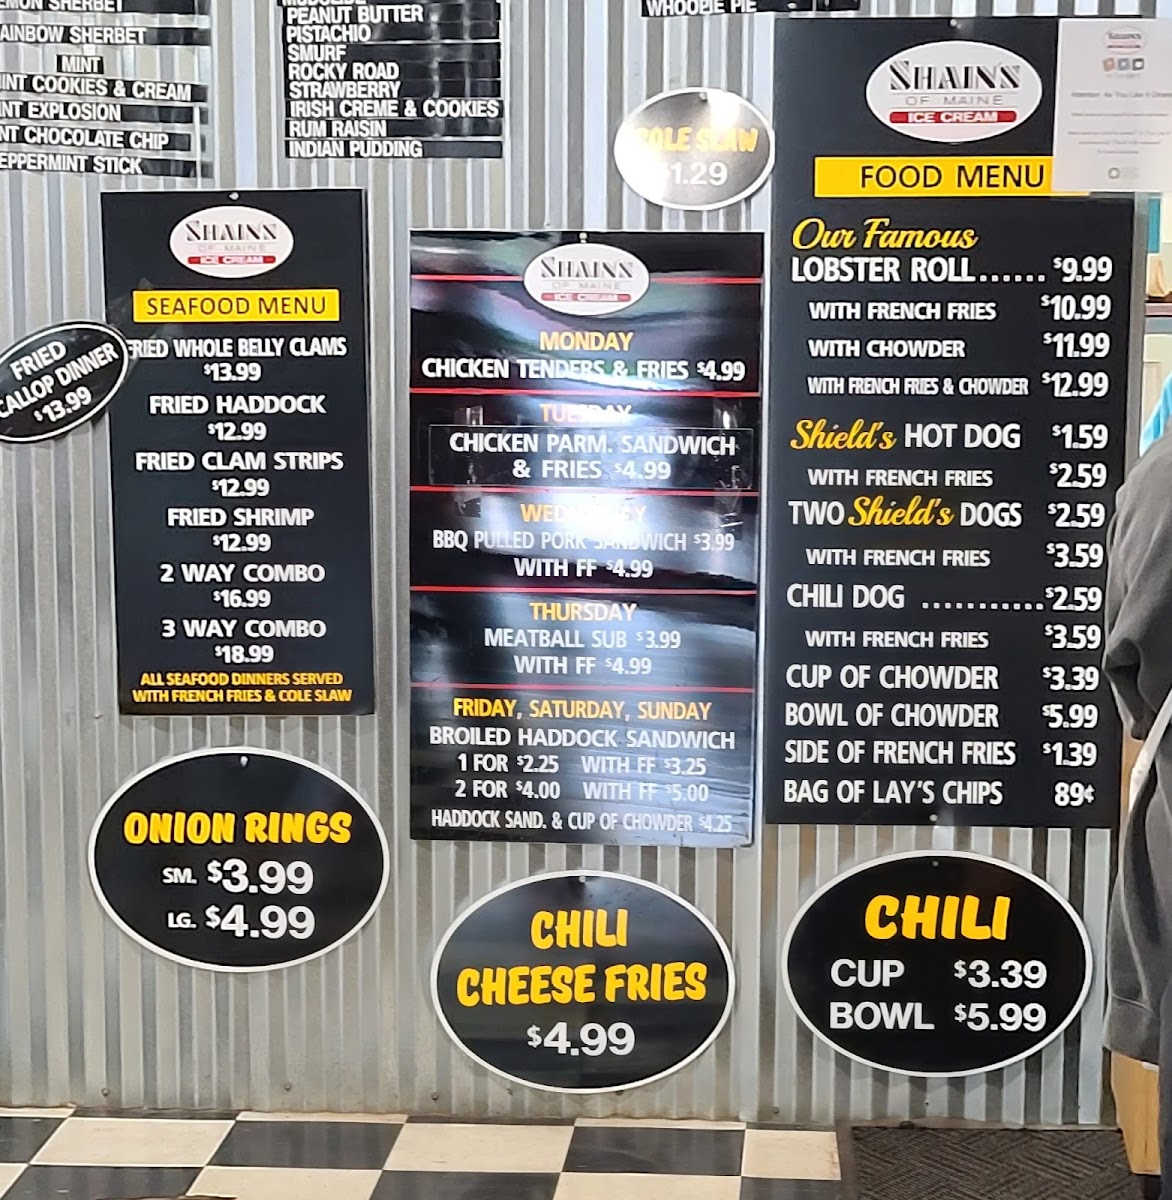 SHERBET
RAINBOW SHERBET
MINT
MINT COOKIES & CREAM
MINT EXPLOSION
MINT CHOCOLATE CHIP
PEPPERMINT STICK
PEANUT BUTTER
PISTACHIO
SMURF
ROCKY ROAD
STRAWBERRY
IRISH CREME & COOKIES
RUM RAISIN
INDIAN PUDDING
WHOOPIE PIE
COLE SLAW
$1.29
FRIED
SCALLOP DINNER
$13.99
SHAINS
OF MAINE
ICE CREAM
SEAFOOD MENU
FRIED WHOLE BELLY CLAMS
$13.99
FRIED HADDOCK
$12.99
FRIED CLAM STRIPS
$12.99
FRIED SHRIMP
$12.99
2 WAY COMBO
$16.99
3 WAY COMBO
$18.99
ALL SEAFOOD DINNERS SERVED
WITH FRENCH FRIES & COLE SLAW
ONION RINGS
SM. $3.99
LG. $4.99
SHAINS
OF MAINE
ICE CREAM
MONDAY
CHICKEN TENDERS & FRIES $4.99
TUESDAY
CHICKEN PARM. SANDWICH
& FRIES $4.99
WEDNESDAY
BBQ PULLED PORK SANDWICH $3.99
WITH FF $4.99
THURSDAY
MEATBALL SUB $3.99
WITH FF $4.99
FRIDAY, SATURDAY, SUNDAY
BROILED HADDOCK SANDWICH
1 FOR $2.25 WITH FF $3.25
2 FOR $4.00 WITH FF $5.00
HADDOCK SAND. & CUP OF CHOWDER $4.25
CHILI
CHEESE FRIES
$4.99
SHAINS
OF MAINE
ICE CREAM
FOOD MENU
Our Famous
LOBSTER ROLL...... $9.99
WITH FRENCH FRIES $10.99
WITH CHOWDER $11.99
WITH FRENCH FRIES & CHOWDER $12.99
Shield's HOT DOG $1.59
WITH FRENCH FRIES $2.59
TWO Shield's DOGS $2.59
WITH FRENCH FRIES $3.59
CHILI DOG ...........$2.59
WITH FRENCH FRIES $3.59
CUP OF CHOWDER $3.39
BOWL OF CHOWDER $5.99
SIDE OF FRENCH FRIES $1.39
BAG OF LAY'S CHIPS 89¢
CHILI
CUP $3.39
BOWL $5.99